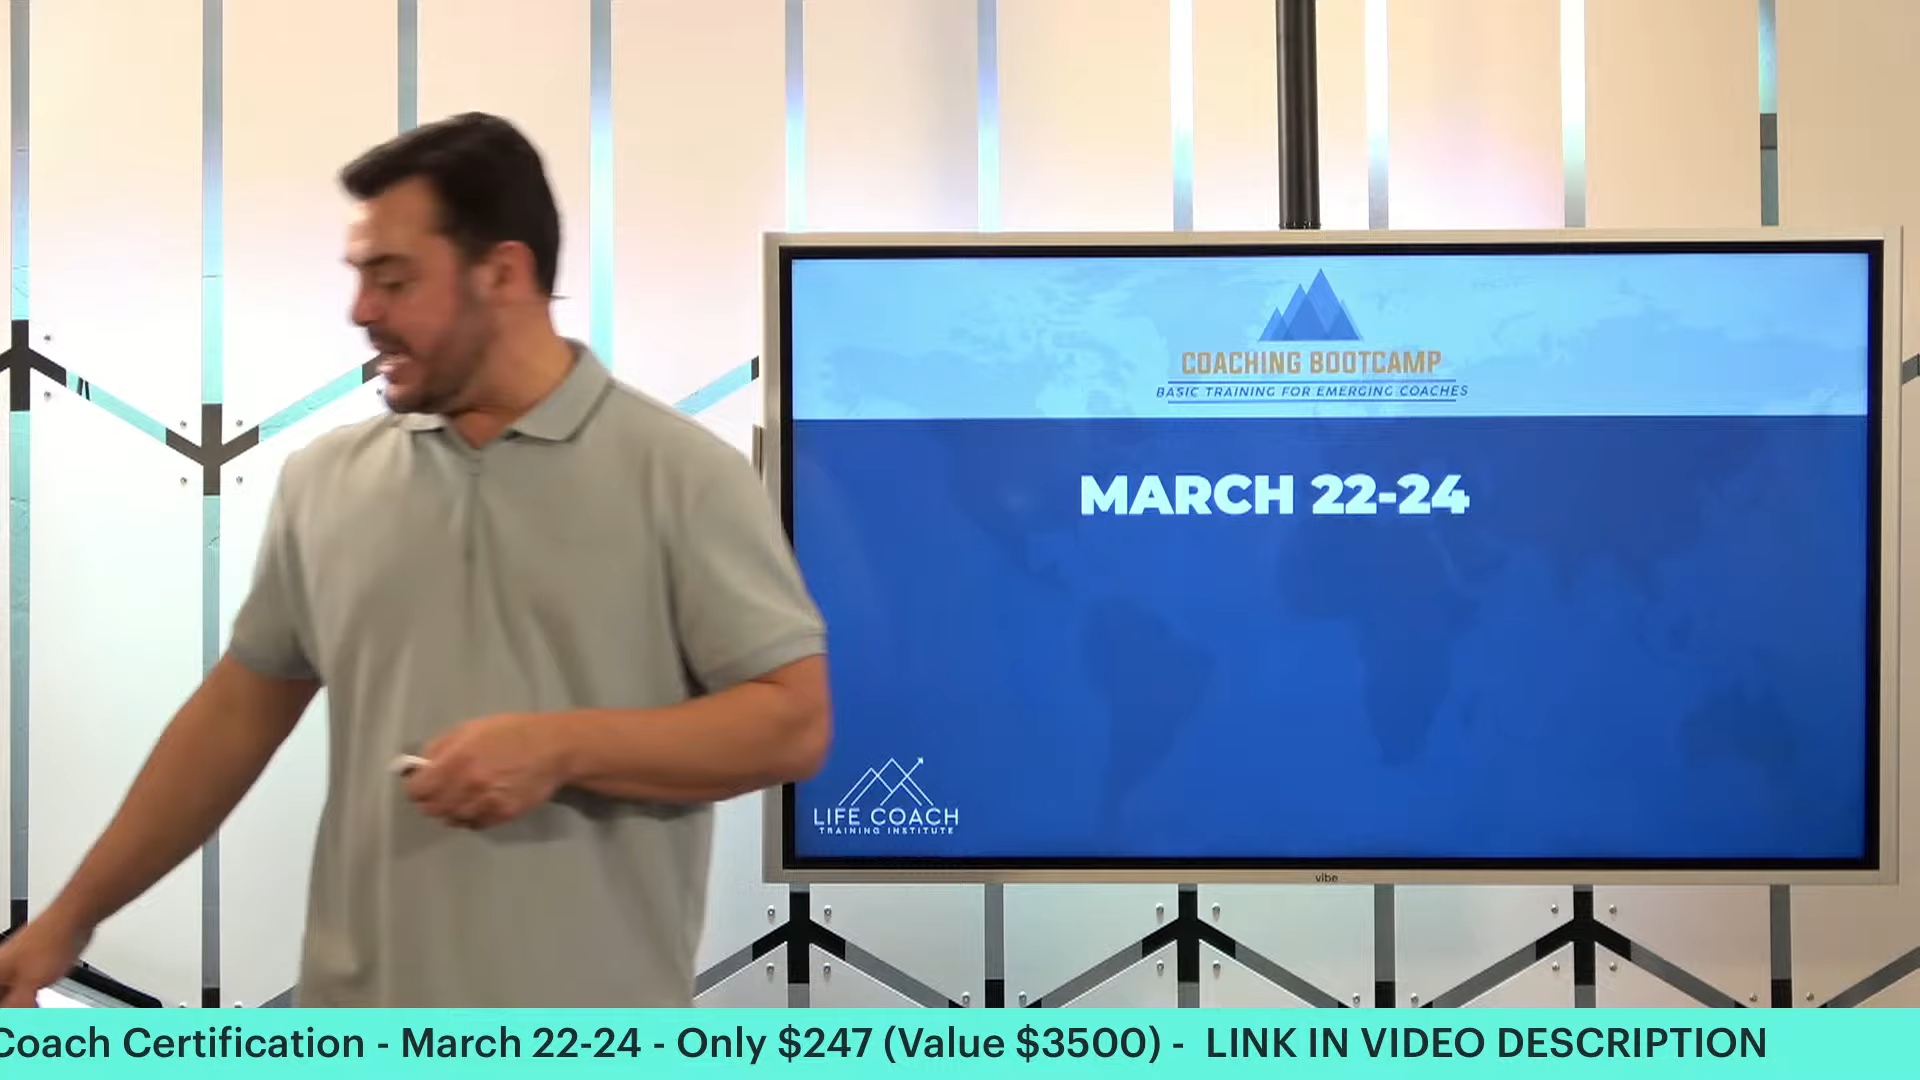 COACHING BOOTCAMP
BASIC TRAINING FOR EMERGING COACHES
MARCH 22-24
LIFE COACH
TRAINING INSTITUTE
vibe
Coach Certification - March 22-24 - Only $247 (Value $3500) - LINK IN VIDEO DESCRIPTION